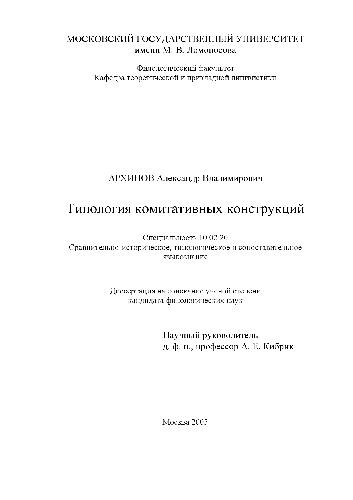 МОСКОВСКИЙ ГОСУДАРСТВЕННЫЙ УНИВЕРСИТЕТ
имени М. В. Ломоносова
Филологический факультет
Кафедра теоретической и прикладной лингвистики
АРХИПОВ Александр Владимирович
Типология комитативных конструкций
Специальность 10.02.20
Сравнительно-историческое, типологическое и сопоставительное
языкознание
Диссертация на соискание ученой степени
кандидата филологических наук
Научный руководитель
д. ф. н., профессор А. Е. Кибрик
Москва 2005